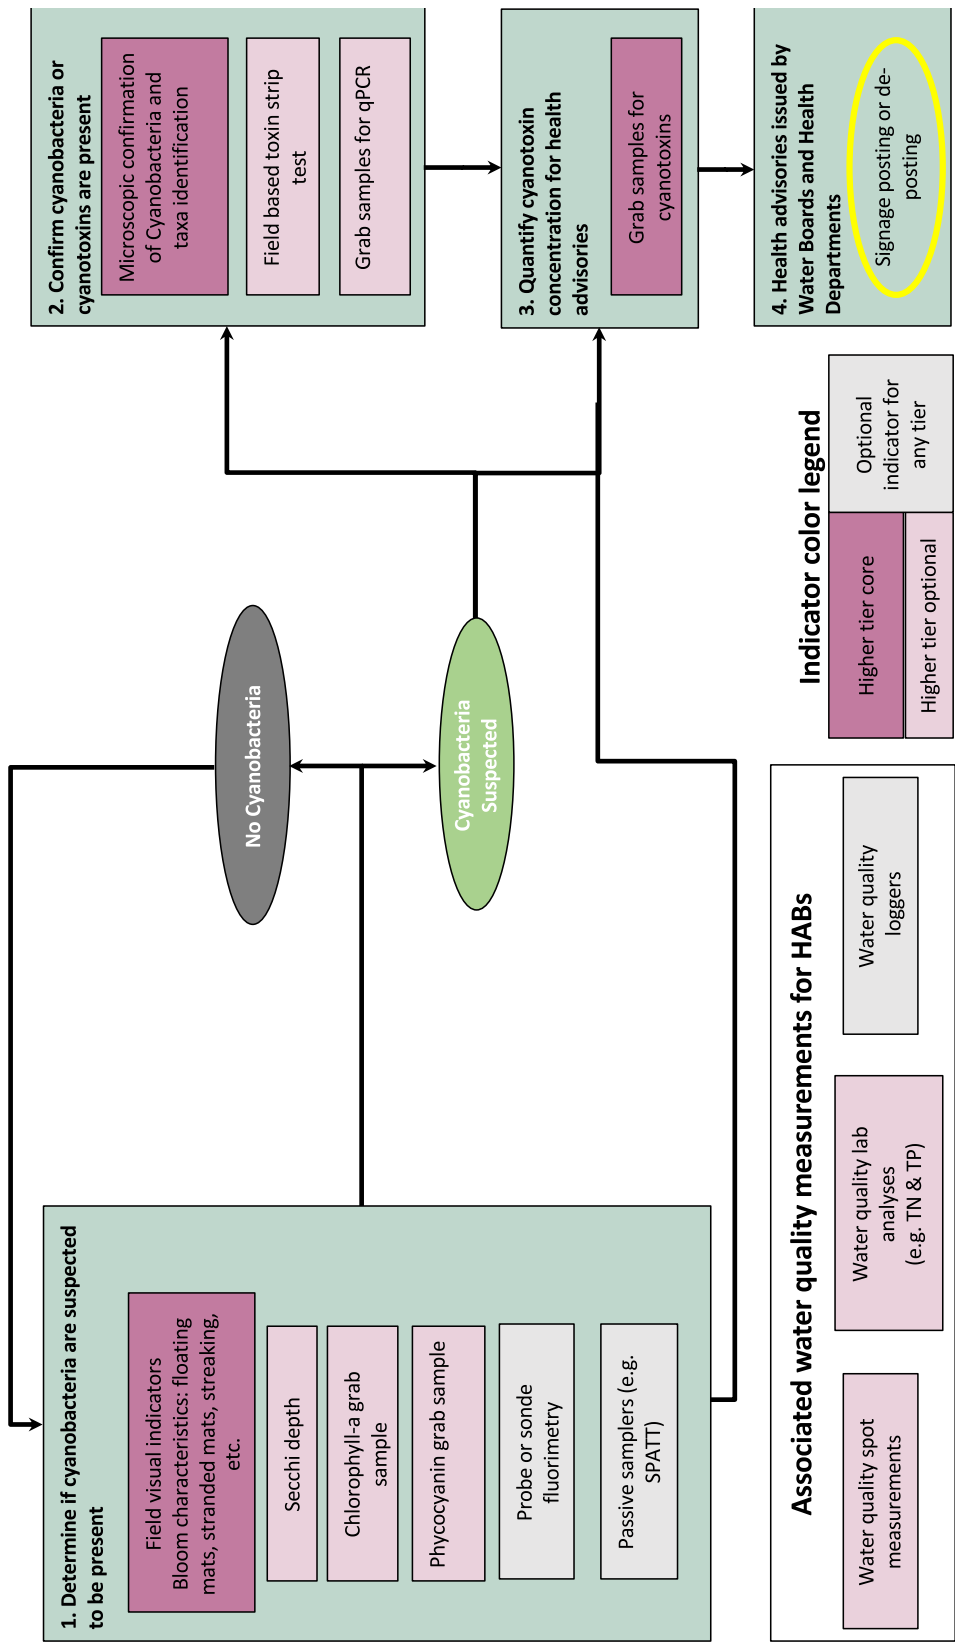 1. Determine if cyanobacteria are suspected
to be present
Field visual indicators
Bloom characteristics: floating
mats, stranded mats, streaking,
etc.
Secchi depth
Chlorophyll-a grab
sample
Phycocyanin grab sample
Probe or sonde
fluorimetry
Passive samplers (e.g.
SPATT)
No Cyanobacteria
Cyanobacteria
Suspected
2. Confirm cyanobacteria or
cyanotoxins are present
Microscopic confirmation
of Cyanobacteria and
taxa identification
Field based toxin strip
test
Grab samples for qPCR
3. Quantify cyanotoxin
concentration for health
advisories
Grab samples for
cyanotoxins
4. Health advisories issued by
Water Boards and Health
Departments
Signage posting or de-
posting
Associated water quality measurements for HABs
Water quality spot
measurements
Water quality lab
analyses
(e.g. TN & TP)
Water quality
loggers
Indicator color legend
Higher tier core
Higher tier optional
Optional
indicator for
any tier